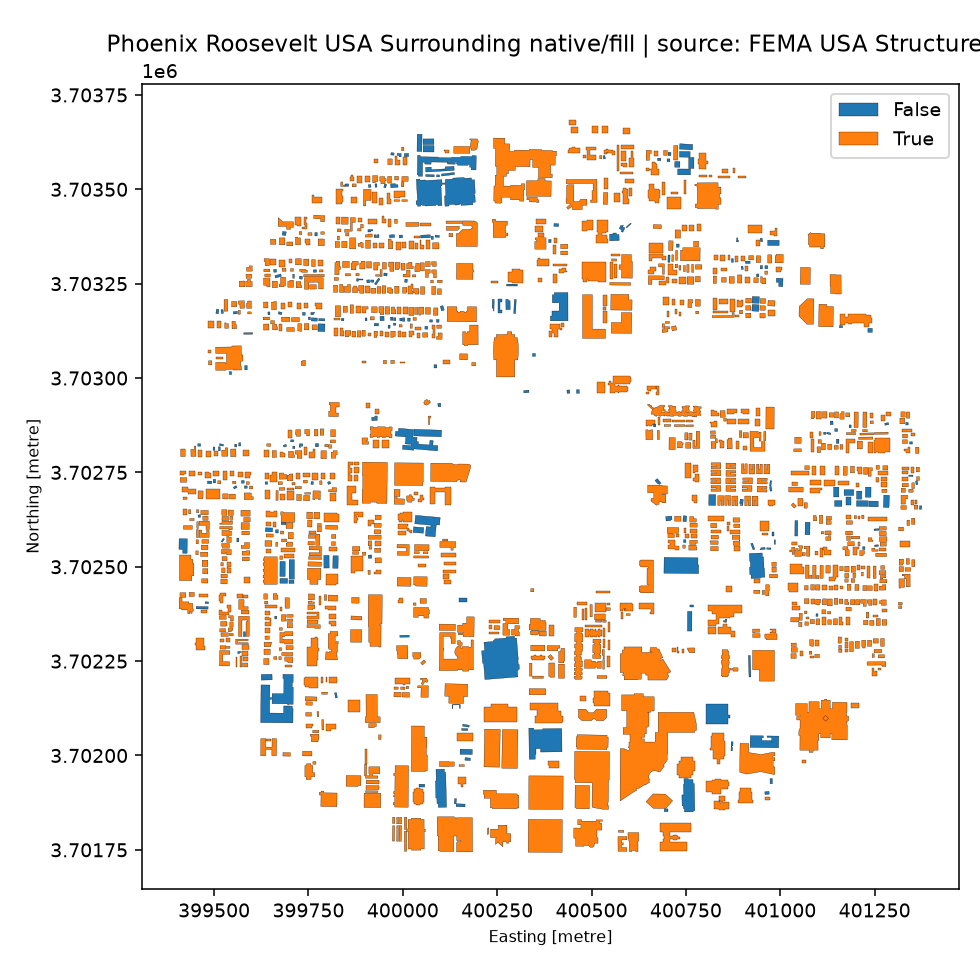 Phoenix Roosevelt USA Surrounding native/fill | source: FEMA USA Structure
1e6
False
True
3.70375
3.70350
3.70325
3.70300
3.70275
3.70250
3.70225
3.70200
3.70175
Northing [metre]
399500 399750 400000 400250 400500 400750 401000 401250
Easting [metre]